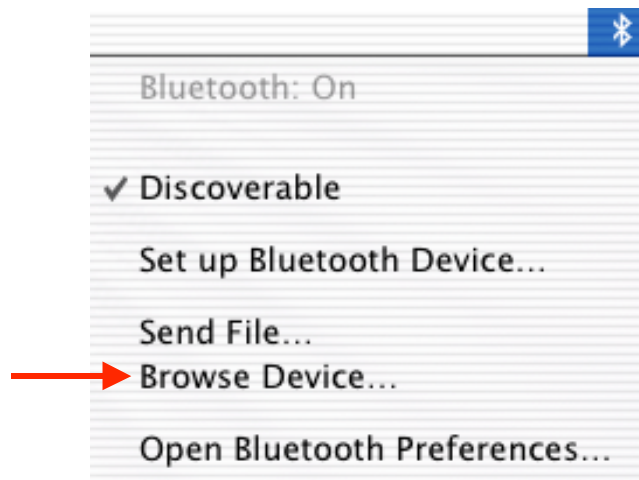 Bluetooth: On
Discoverable
Set up Bluetooth Device...
Send File...
Browse Device...
Open Bluetooth Preferences...